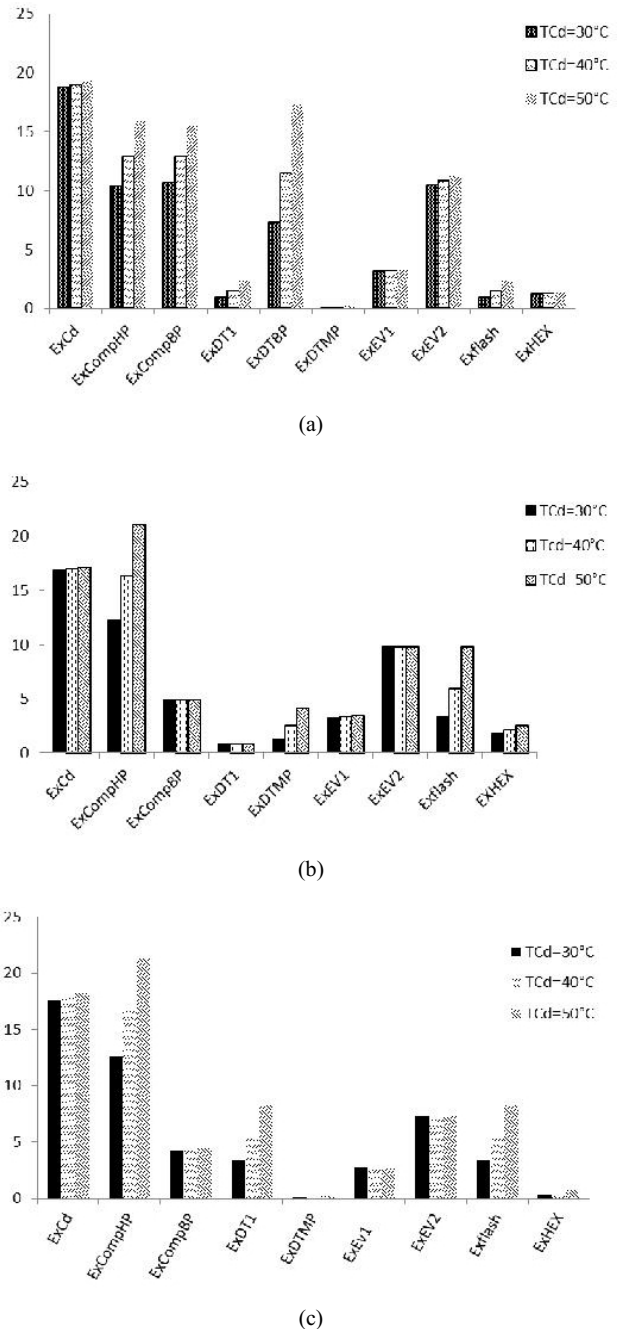 25
20
15
10
5
0
TCd=30°C
TCd=40°C
TCd=50°C
ExCd
ExCompHP
ExCompBP
ExDT1
ExDTBP
ExDTMP
ExEV1
ExEV2
Exflash
ExHEX
(a)
25
20
15
10
5
0
TCd=30°C
Tcd=40°C
TCd 50°C
ExCd
ExCompHP
ExCompBP
ExDT1
ExDTMP
ExEV1
ExEV2
Exflash
EXHEX
(b)
25
20
15
10
5
0
TCd=30°C
TCd=40°C
TCd=50°C
ExCd
ExCompHP
ExCompBP
ExDT1
ExDTMP
ExEv1
ExEV2
Exflash
ExHEX
(c)